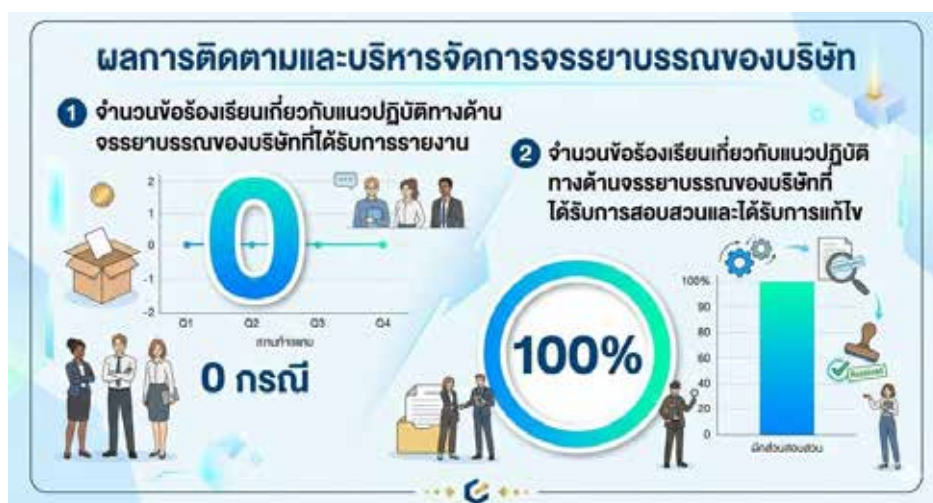 ผลการติดตามและบริหารจัดการจรรยาบรรณของบริษัท
1 จำนวนข้อร้องเรียนเกี่ยวกับแนวปฏิบัติทางด้าน
จรรยาบรรณของบริษัทที่ได้รับการรายงาน
2
1
0
-1
-2
0
Q1 Q2 Q3 Q4
0 กรณี
2 จำนวนข้อร้องเรียนเกี่ยวกับแนวปฏิบัติ
ทางด้านจรรยาบรรณของบริษัทที่
ได้รับการสอบสวนและได้รับการแก้ไข
100%
100%
90
80
60
40
20
0